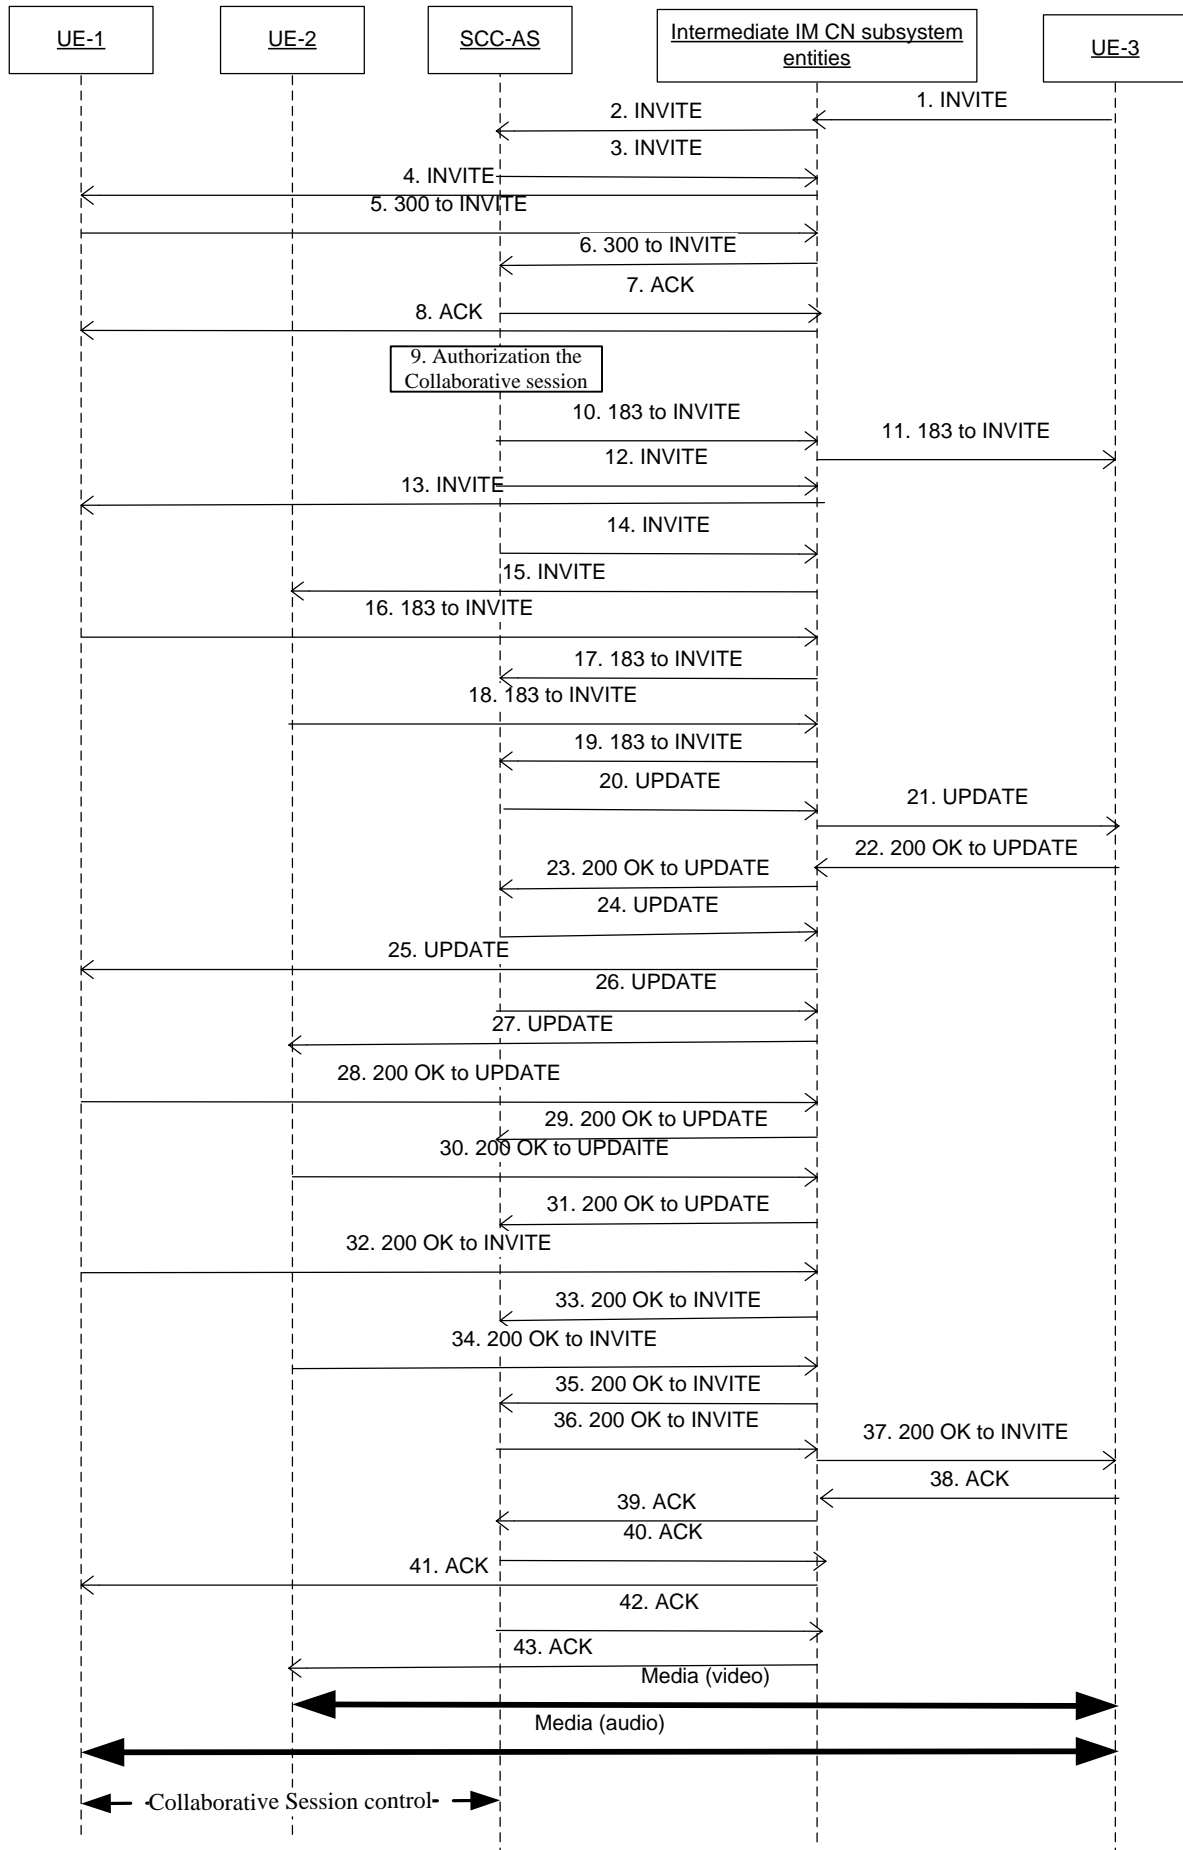 UE-1
UE-2
SCC-AS
Intermediate IM CN subsystem
entities
UE-3
1. INVITE
2. INVITE
3. INVITE
4. INVITE
5. 300 to INVITE
6. 300 to INVITE
7. ACK
8. ACK
9. Authorization the
Collaborative session
10. 183 to INVITE
11. 183 to INVITE
12. INVITE
13. INVITE
14. INVITE
15. INVITE
16. 183 to INVITE
17. 183 to INVITE
18. 183 to INVITE
19. 183 to INVITE
20. UPDATE
21. UPDATE
22. 200 OK to UPDATE
23. 200 OK to UPDATE
24. UPDATE
25. UPDATE
26. UPDATE
27. UPDATE
28. 200 OK to UPDATE
29. 200 OK to UPDATE
30. 200 OK to UPDAITE
31. 200 OK to UPDATE
32. 200 OK to INVITE
33. 200 OK to INVITE
34. 200 OK to INVITE
35. 200 OK to INVITE
36. 200 OK to INVITE
37. 200 OK to INVITE
38. ACK
39. ACK
40. ACK
41. ACK
42. ACK
43. ACK
Media (video)
Media (audio)
Collaborative Session control